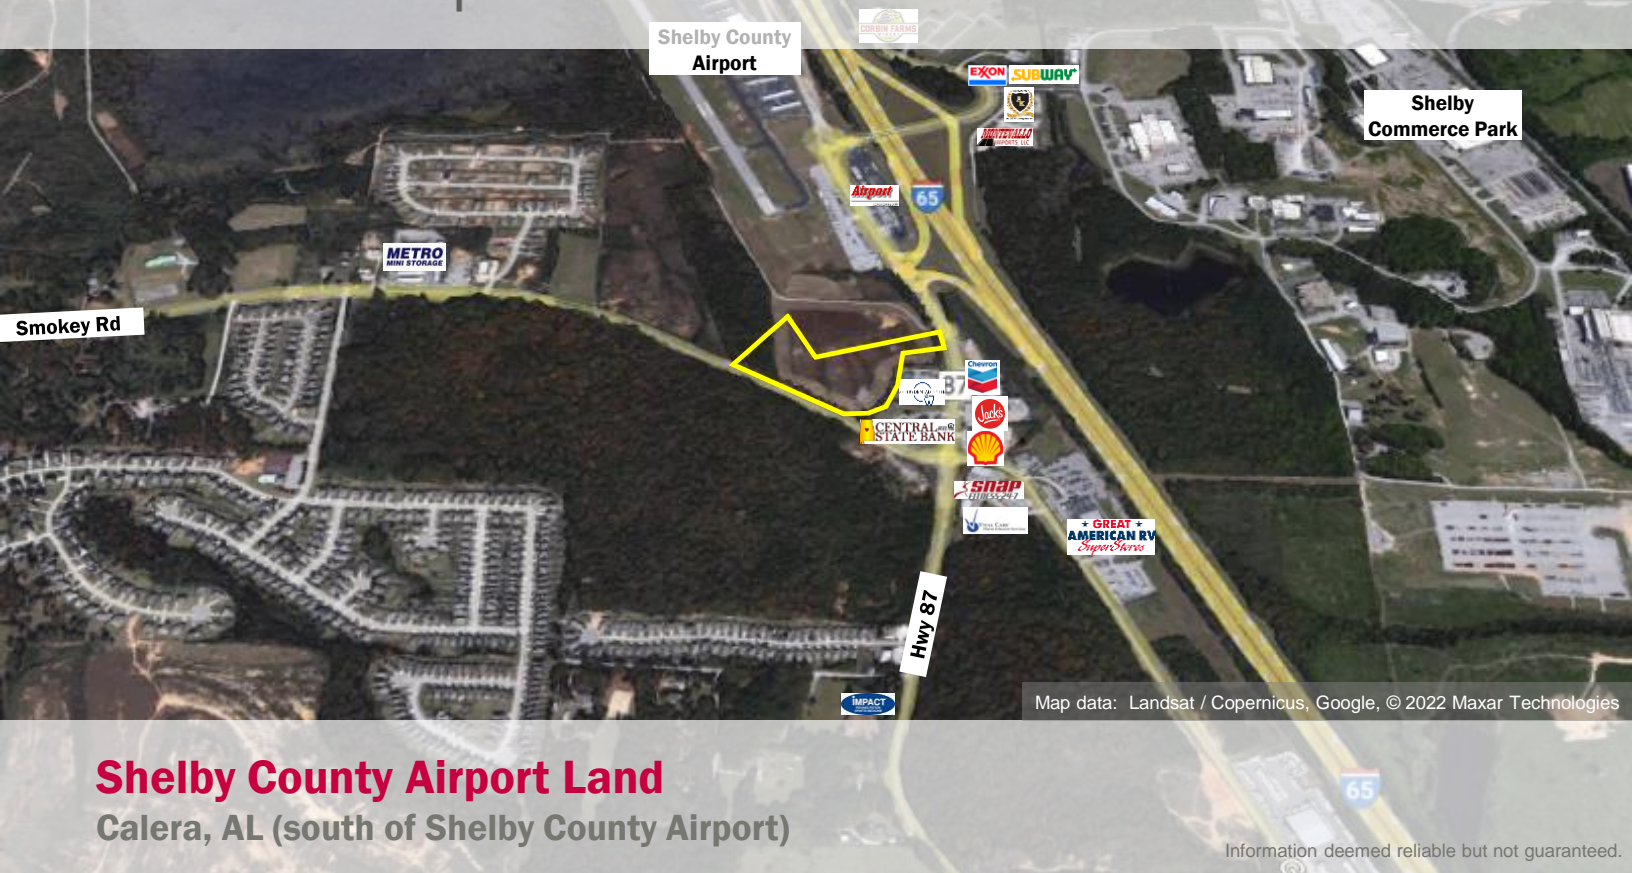 CORBIN FARMS
Shelby County
Airport
EXXON
SUBWAY
MONTEVALLO
Shelby
Commerce Park
Airport
65
METRO
MINI STORAGE
Smokey Rd
Chevron
87
Jack's
CENTRAL
STATE BANK
SNAP
FITNESS-24-7
GREAT
AMERICAN RV
SuperStores
Hwy 87
IMPACT
Map data: Landsat / Copernicus, Google, © 2022 Maxar Technologies
Shelby County Airport Land
65
Calera, AL (south of Shelby County Airport)
Information deemed reliable but not guaranteed.